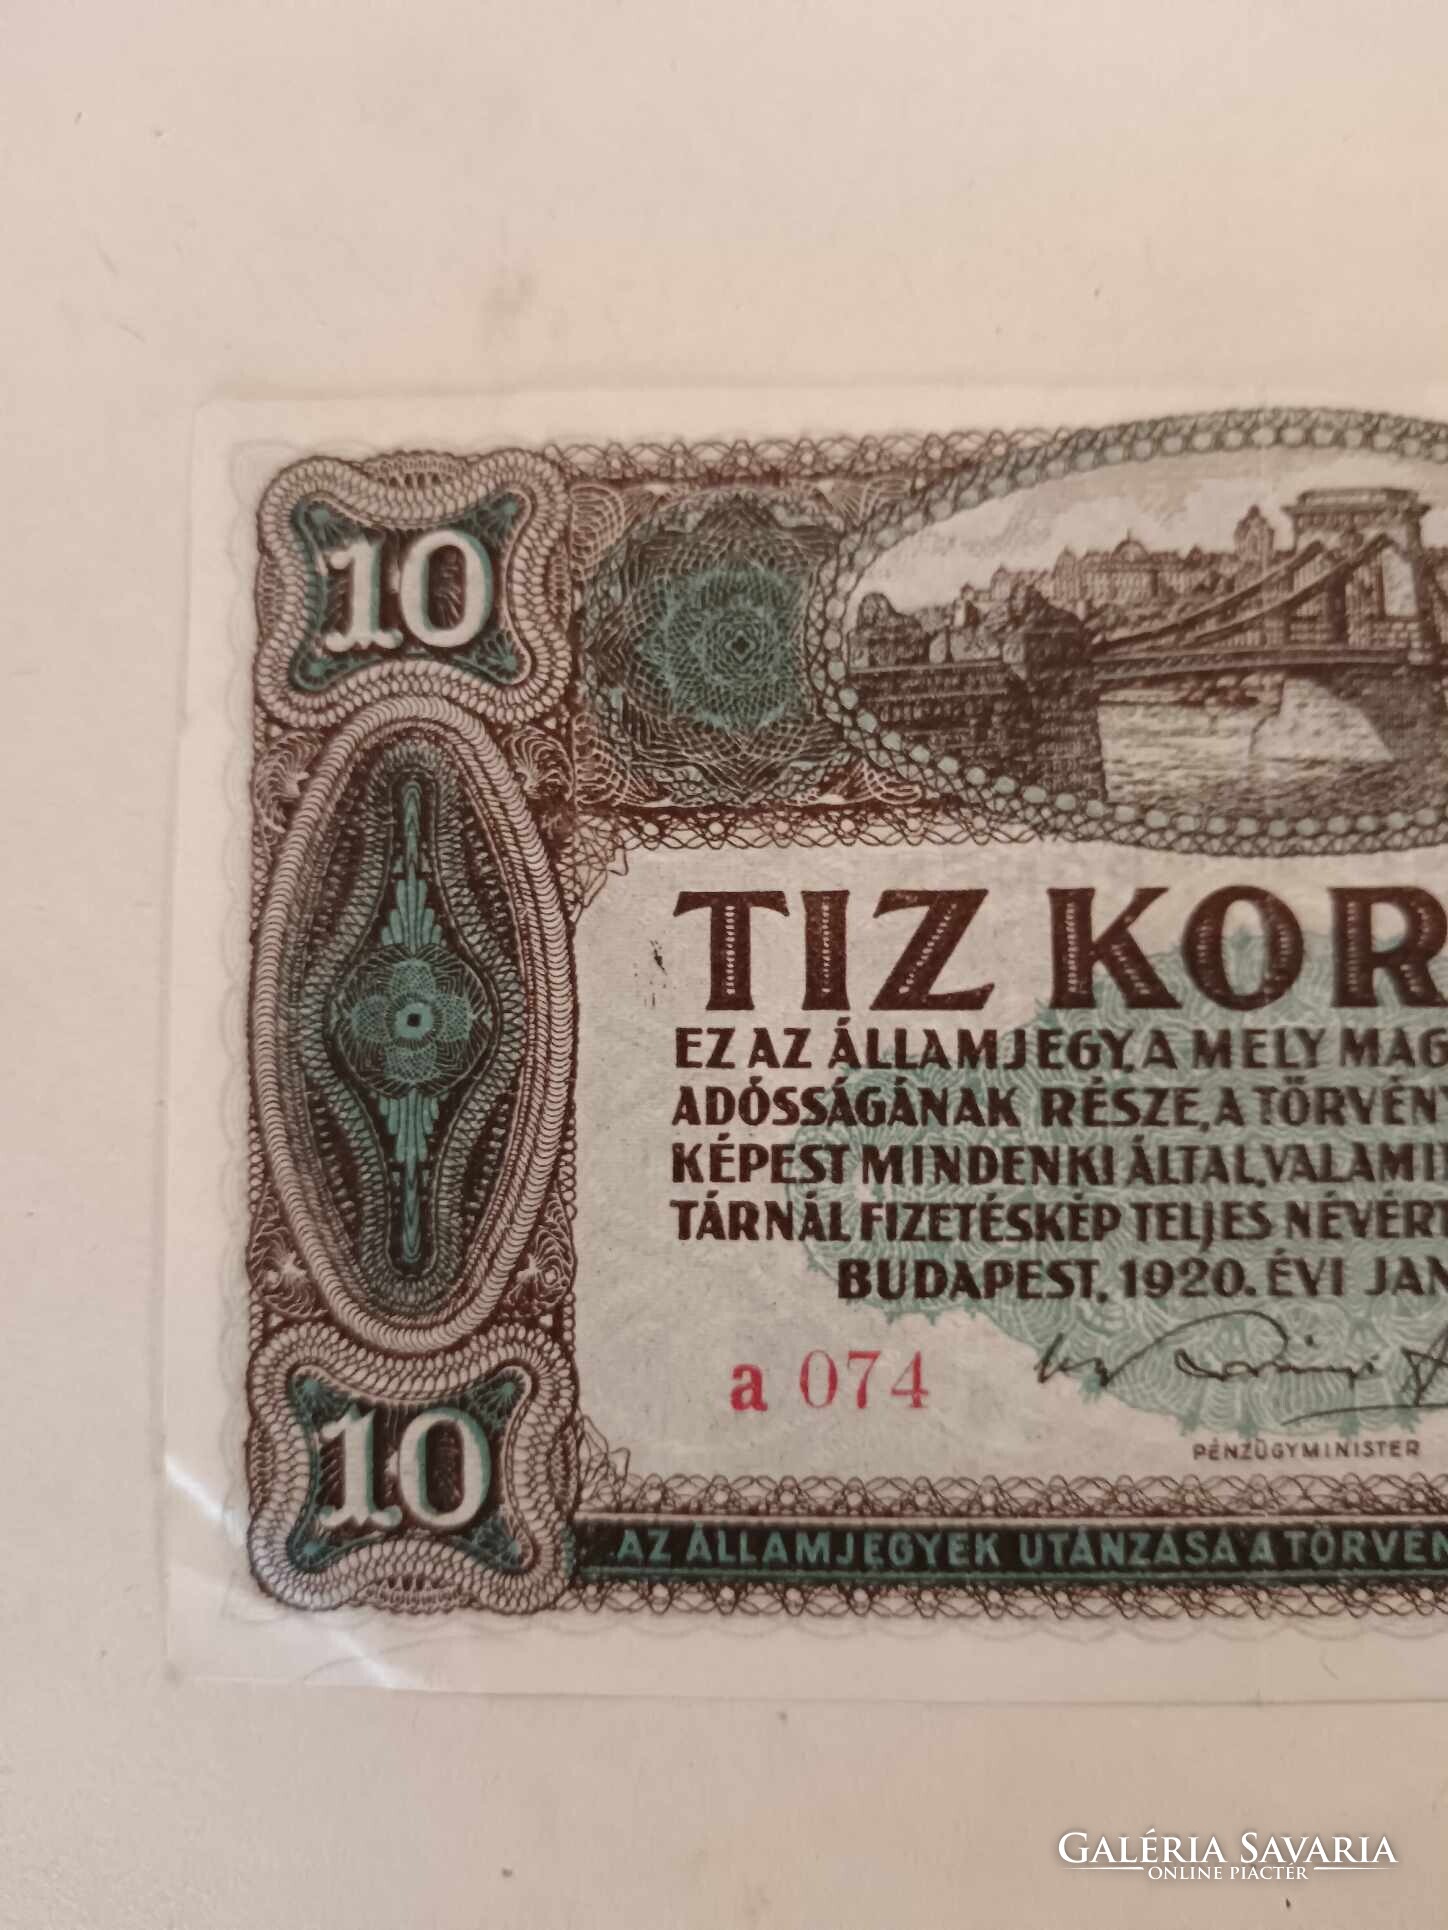 10
TIZ KOR
EZ AZ ÁLLAMJEGY, A MELY MAG
ADÓSSÁGÁNAK RÉSZE, A TÖRVÉNY
KÉPEST MINDENKI ÁLTAL, VALAMI
TÁRNÁL FIZETÉSKÉP TELJES NÉVÉRT
BUDAPEST, 1920. ÉVI JAN
a 074
PÉNZÜGYMINISTER
10
AZ ÁLLAMJEGYEK UTÁNZÁSA A TÖRVÉN
GALÉRIA SAVARIA
ONLINE PIACTÉR